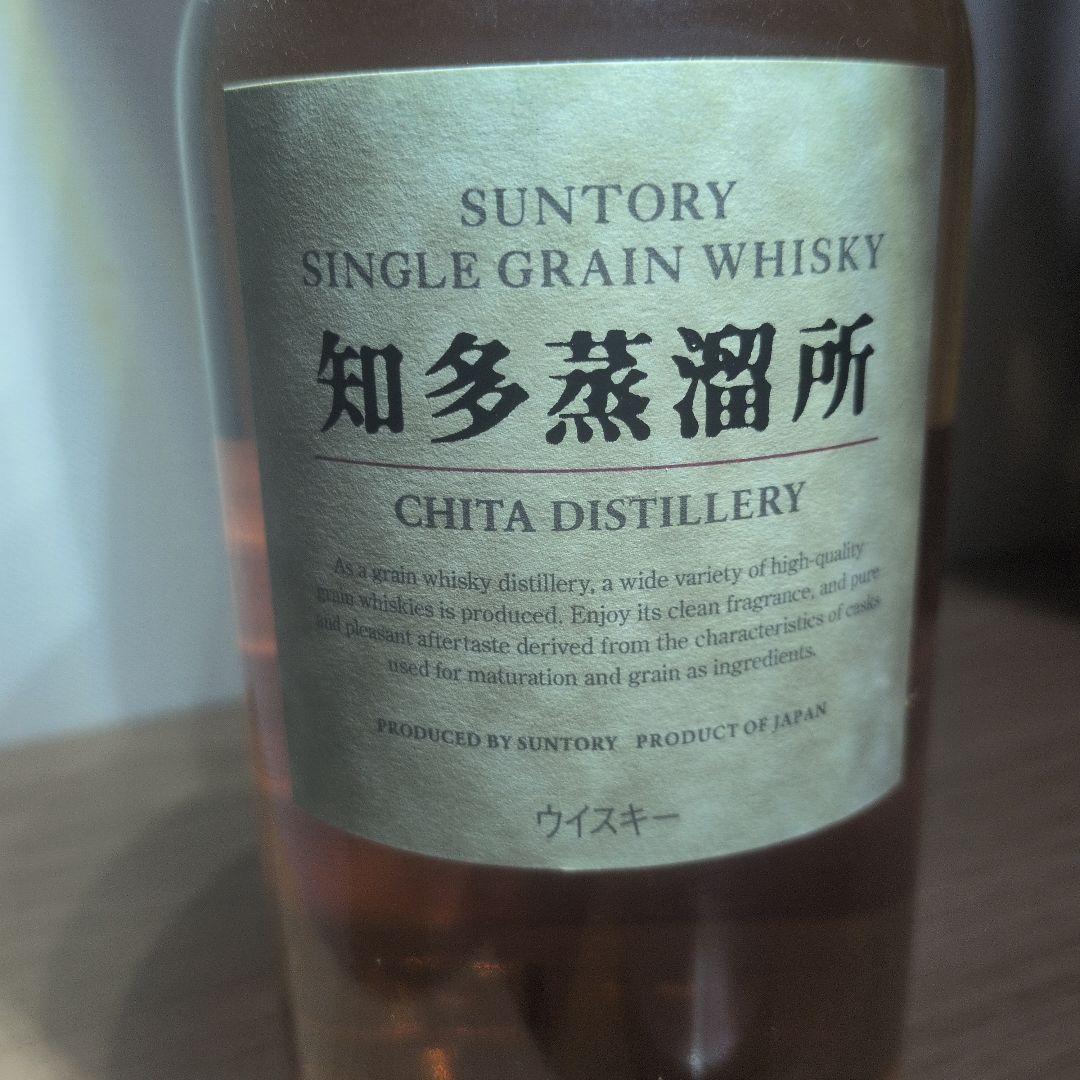 SUNTORY
SINGLE GRAIN WHISKY
知多蒸溜所
CHITA DISTILLERY
As a grain whisky distillery, a wide variety of high-quality
grain whiskies is produced. Enjoy its clean fragrance, and pure
and pleasant aftertaste derived from the characteristics of casks
used for maturation and grain as ingredients.
PRODUCED BY SUNTORY PRODUCT OF JAPAN
ウイスキー